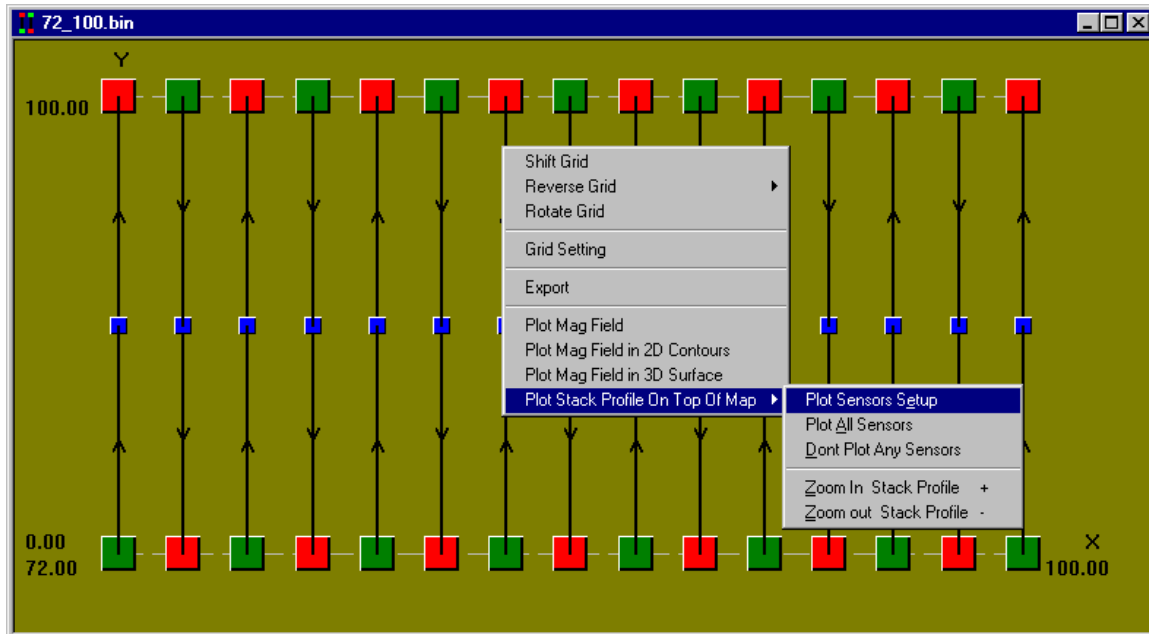 72_100.bin
Y
100.00
Shift Grid
Reverse Grid
Rotate Grid
Grid Setting
Export
Plot Mag Field
Plot Mag Field in 2D Contours
Plot Mag Field in 3D Surface
Plot Stack Profile On Top Of Map
Plot Sensors Setup
Plot All Sensors
Dont Plot Any Sensors
Zoom In Stack Profile +
Zoom out Stack Profile -
0.00
72.00
X
100.00